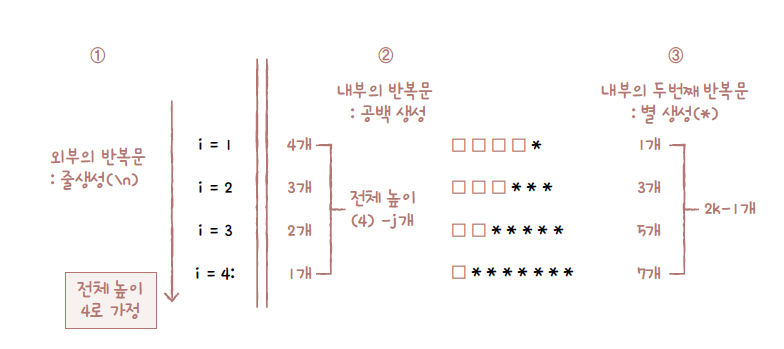 ①
외부의 반복문
: 줄생성(\n)
전체 높이
4로 가정
i = 1
i = 2
i = 3
i = 4:
②
내부의 반복문
: 공백 생성
4개
3개
2개
1개
전체 높이
(4) -j개
□□□□*
□□□***
□□*****
□*******
③
내부의 두번째 반복문
: 별 생성(*)
1개
3개
5개
7개
2k-1개